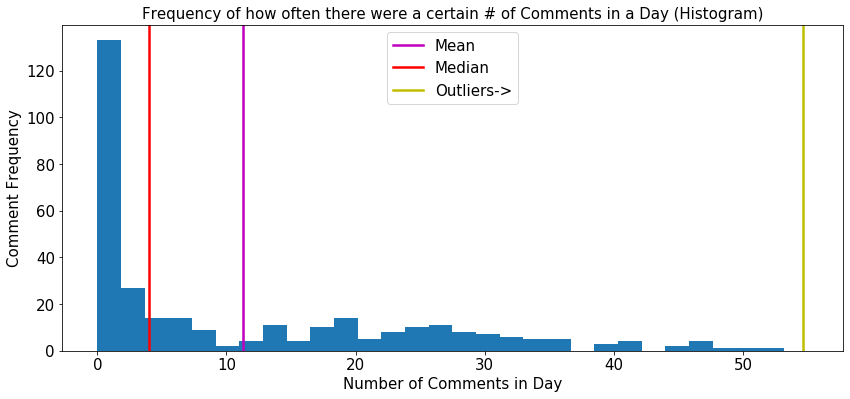 Frequency of how often there were a certain # of Comments in a Day (Histogram)
Mean
Median
Outliers->
Comment Frequency
120
100
80
60
40
20
0
0 10 20 30 40 50
Number of Comments in Day